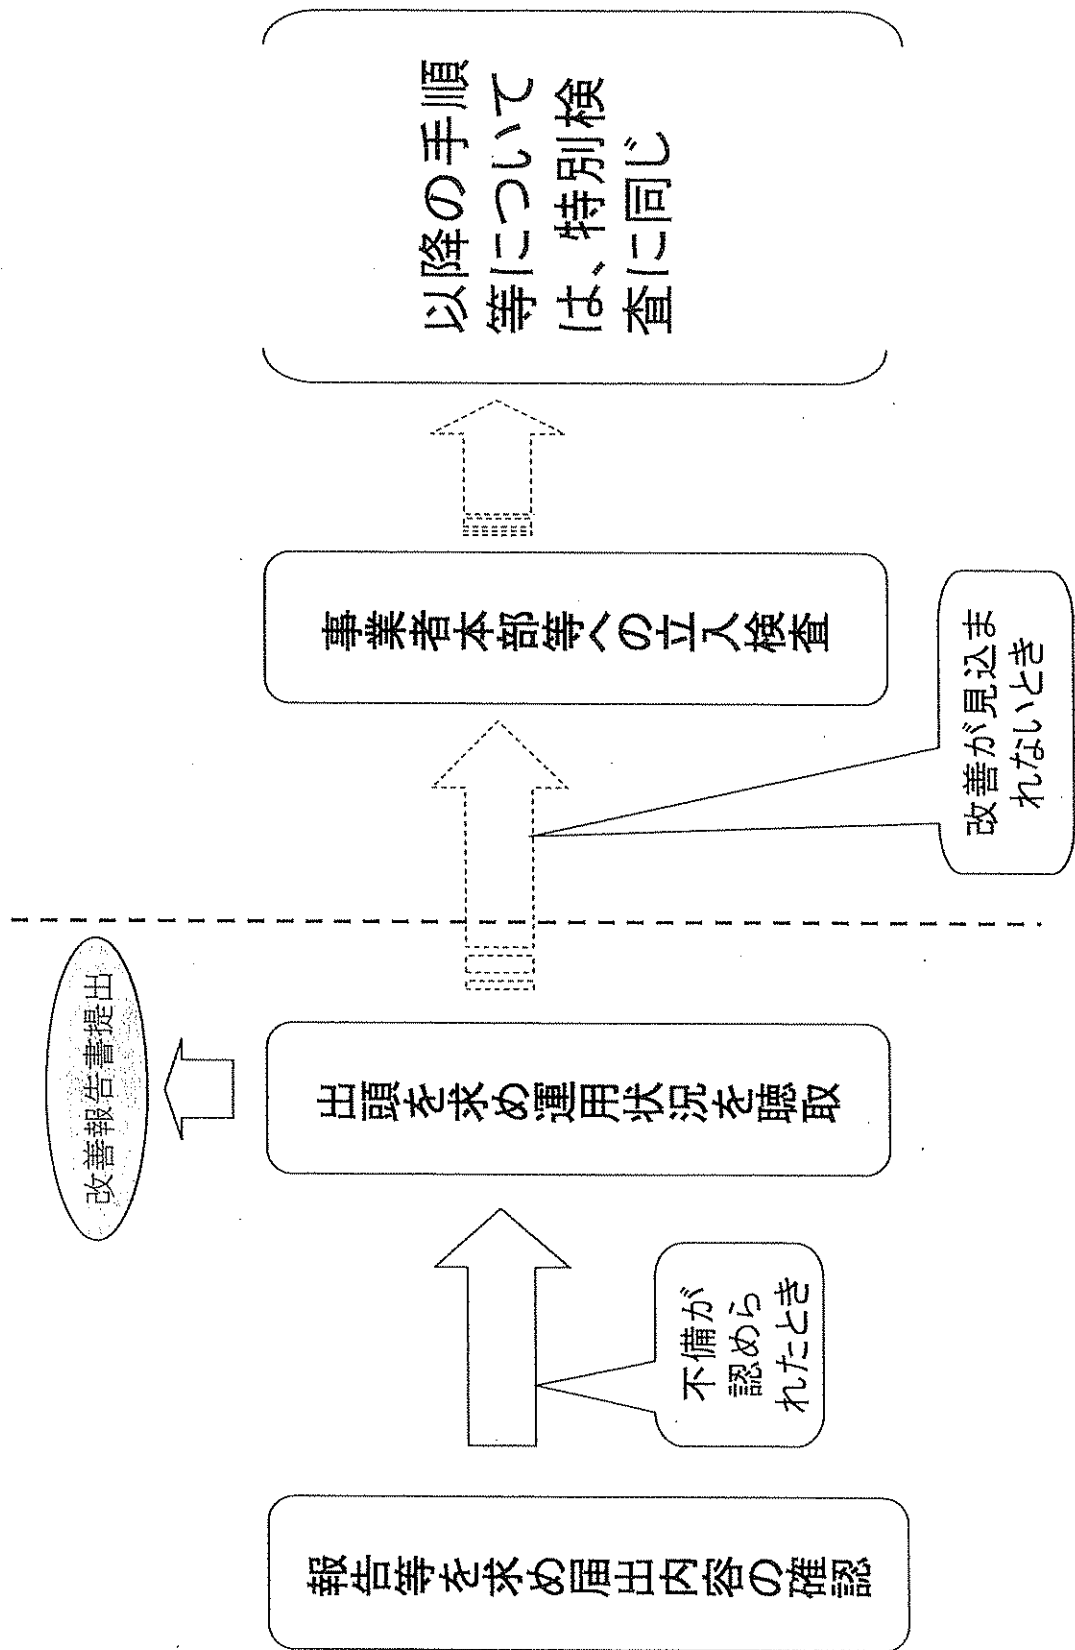 報告等を求め届出内容の確認
不備が
認めら
れたとき
出頭を求め運用状況を聴取
改善報告書提出
改善が見込ま
れないとき
事業者本部等への立入検査
以降の手順
等について
は、特別検
査に同じ